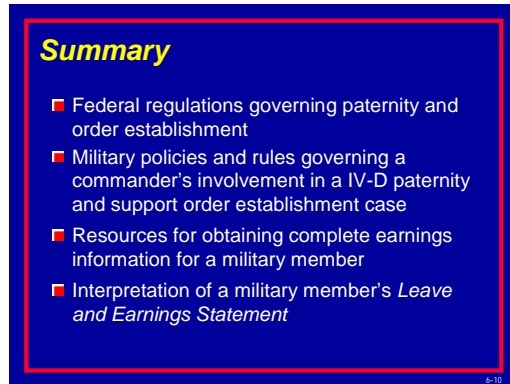 Summary
Federal regulations governing paternity and
order establishment
Military policies and rules governing a
commander's involvement in a IV-D paternity
and support order establishment case
Resources for obtaining complete earnings
information for a military member
Interpretation of a military member's Leave
and Earnings Statement
6-10